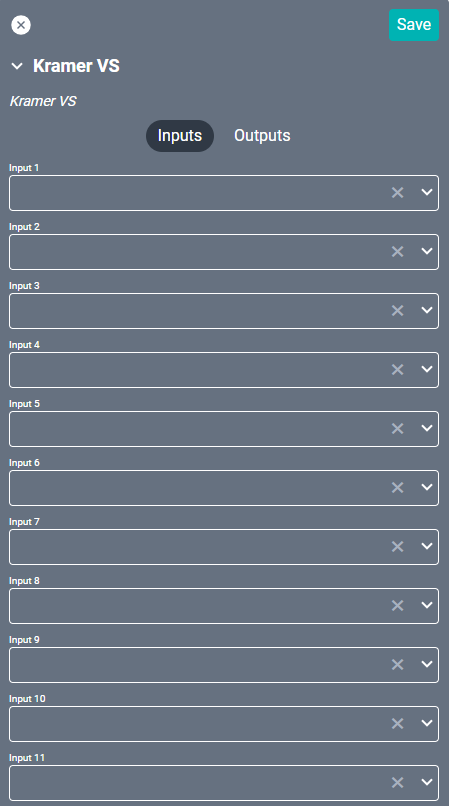 Save
Kramer VS
Kramer VS
Inputs Outputs
Input 1
Input 2
Input 3
Input 4
Input 5
Input 6
Input 7
Input 8
Input 9
Input 10
Input 11